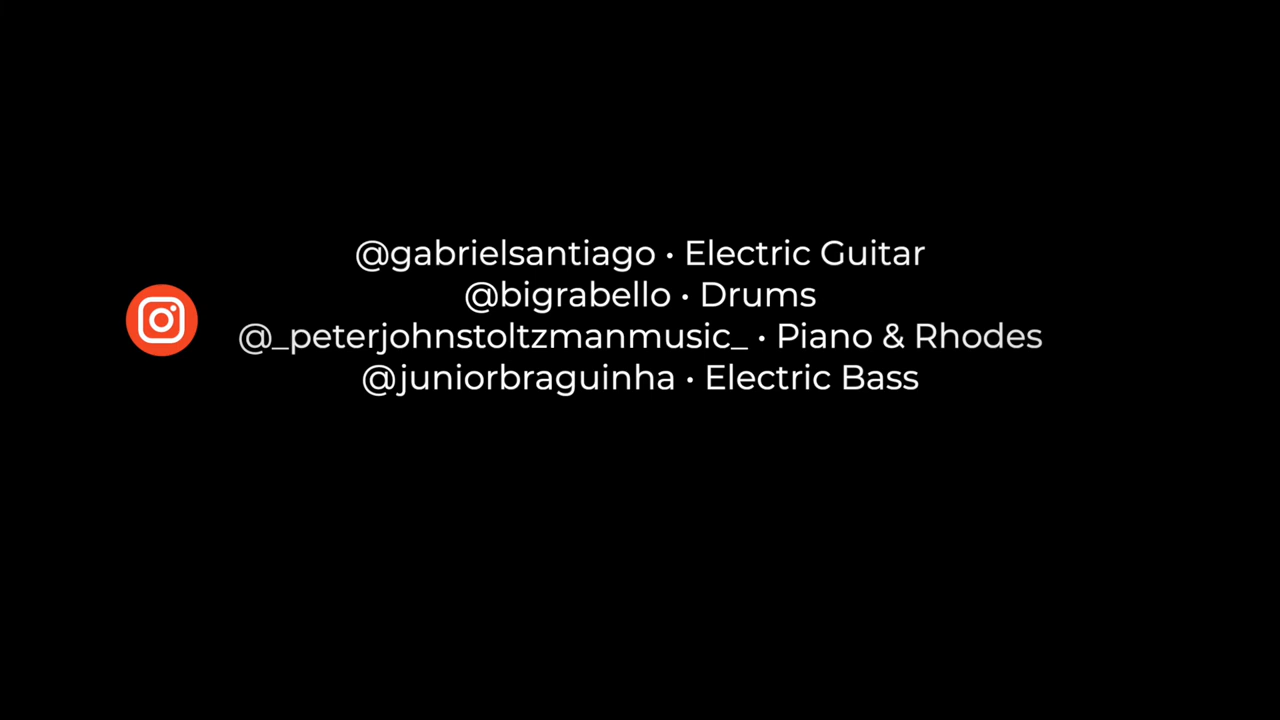 @gabrielsantiago • Electric Guitar
@bigrabello • Drums
@_peterjohnstoltzmanmusic_ • Piano & Rhodes
@juniorbraguinha • Electric Bass